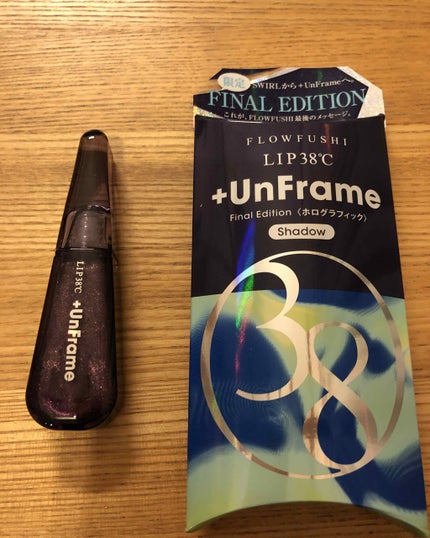 限定
SWIRLから+UnFrameへ。
FINAL EDITION
これが、FLOWFUSHI最後のメッセージ。
FLOWFUSHI
LIP38℃
+UnFrame
Final Edition〈ホログラフィック〉
Shadow
38
LIP38℃
+UnFrame